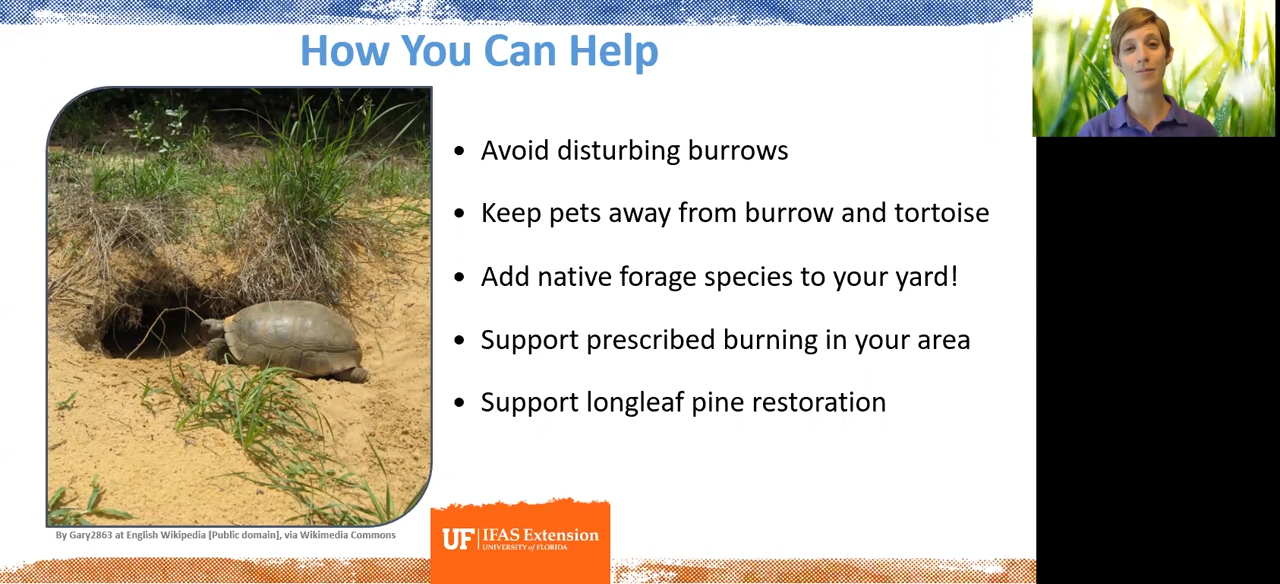 How You Can Help
• Avoid disturbing burrows
• Keep pets away from burrow and tortoise
• Add native forage species to your yard!
• Support prescribed burning in your area
• Support longleaf pine restoration
By Gary2863 at English Wikipedia [Public domain], via Wikimedia Commons
UF IFAS Extension
UNIVERSITY of FLORIDA